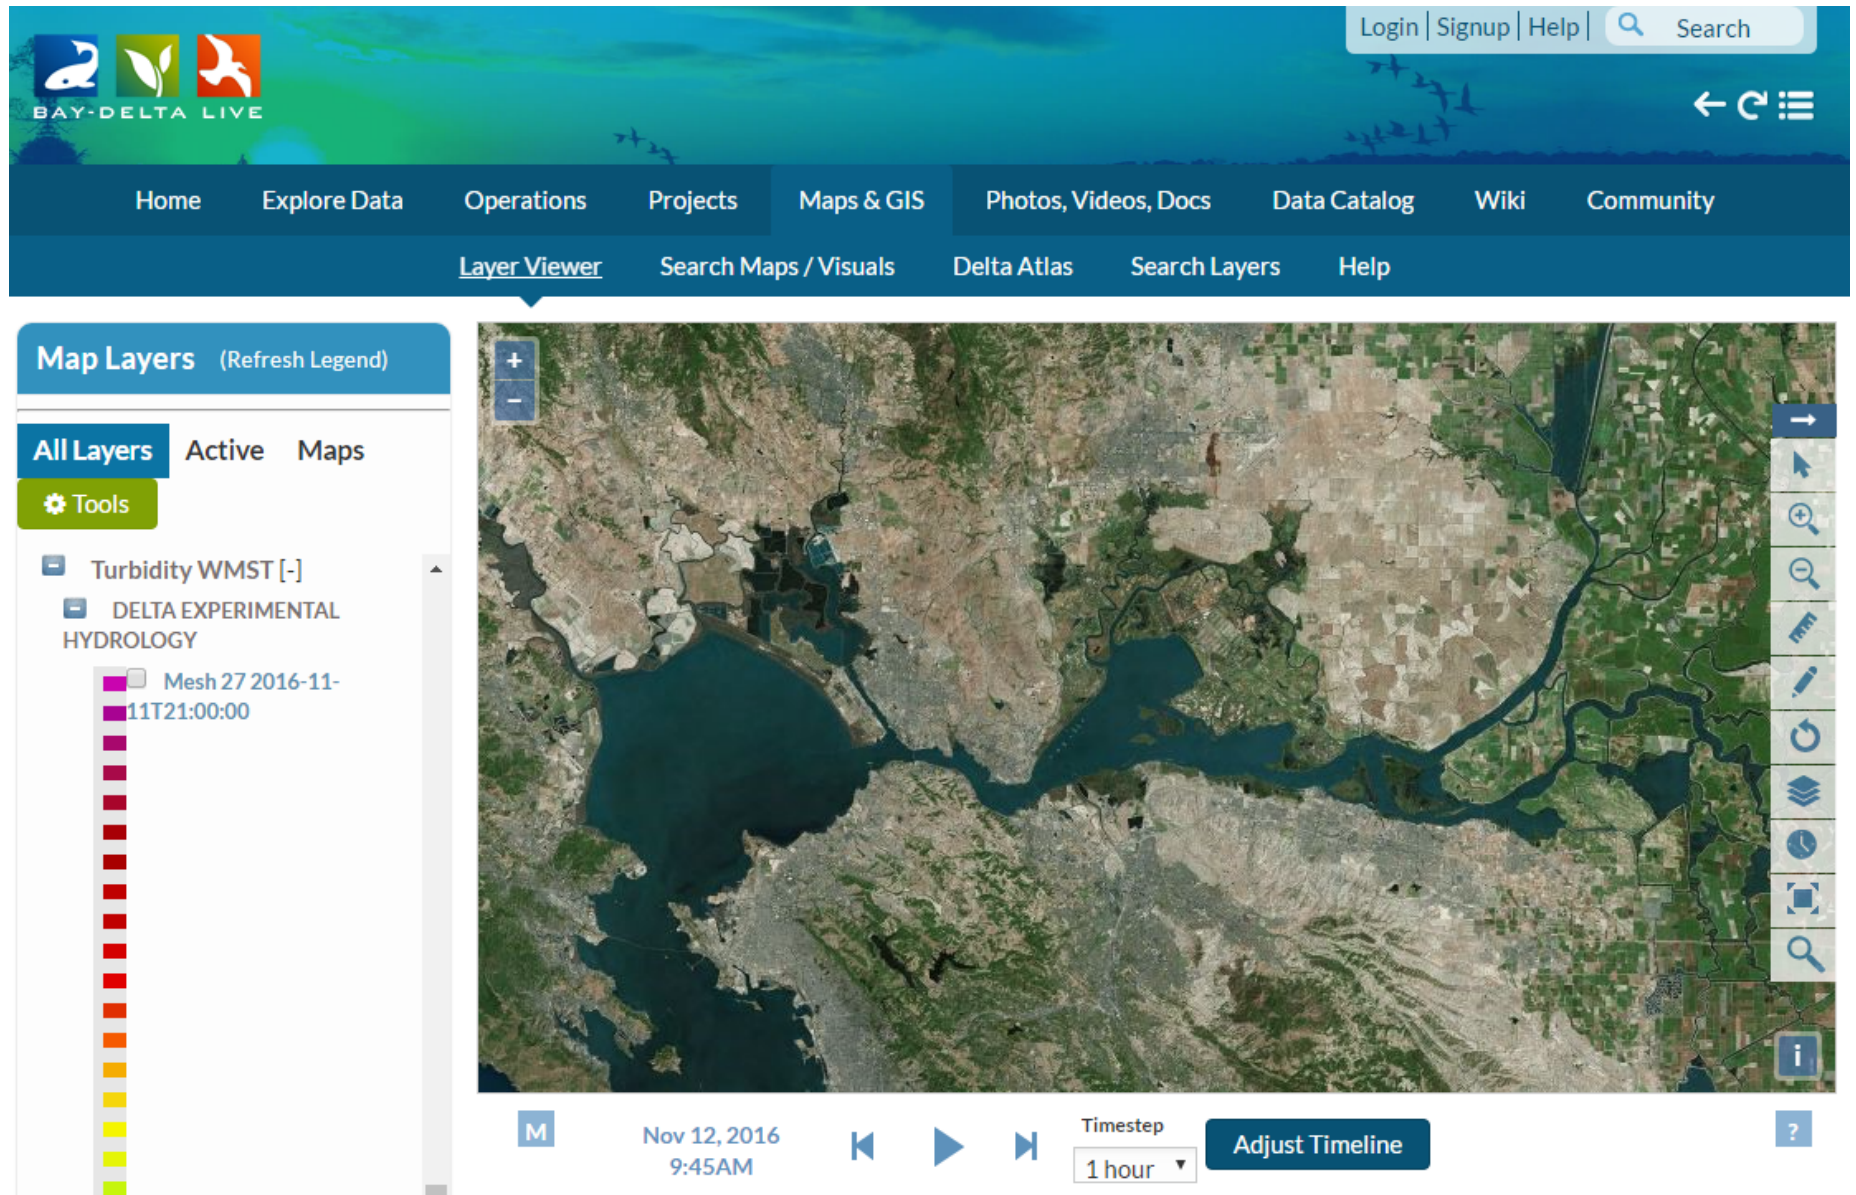 Login | Signup | Help | Search
BAY-DELTA LIVE
Home Explore Data Operations Projects Maps & GIS Photos, Videos, Docs Data Catalog Wiki Community
Layer Viewer Search Maps / Visuals Delta Atlas Search Layers Help
Map Layers (Refresh Legend)
All Layers Active Maps
Tools
Turbidity WMST [-]
DELTA EXPERIMENTAL
HYDROLOGY
Mesh 27 2016-11-
11T21:00:00
+
−
i
M
Nov 12, 2016
9:45AM
Timestep
1 hour
Adjust Timeline
?